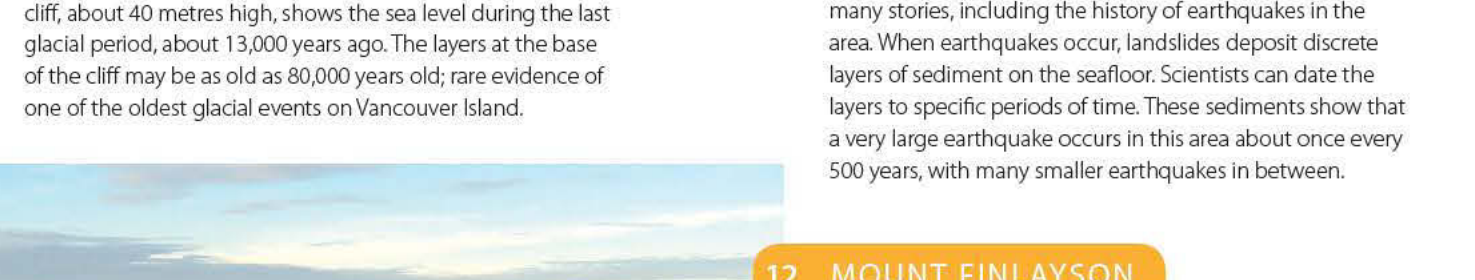 cliff, about 40 metres high, shows the sea level during the last
glacial period, about 13,000 years ago. The layers at the base
of the cliff may be as old as 80,000 years old; rare evidence of
one of the oldest glacial events on Vancouver Island.
many stories, including the history of earthquakes in the
area. When earthquakes occur, landslides deposit discrete
layers of sediment on the seafloor. Scientists can date the
layers to specific periods of time. These sediments show that
a very large earthquake occurs in this area about once every
500 years, with many smaller earthquakes in between.
12 MOUNT FINLAYSON